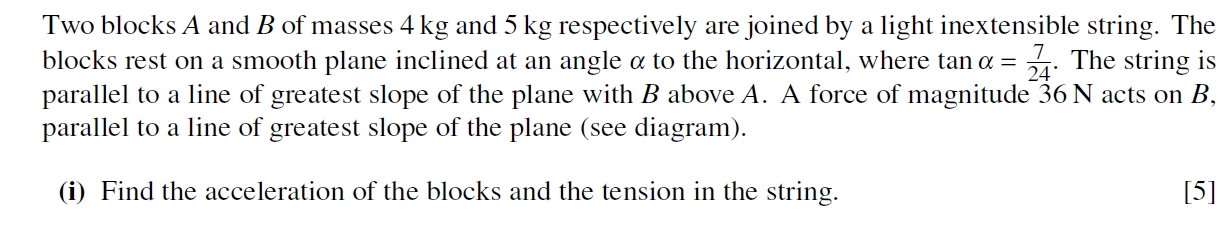 Two blocks A and B of masses 4 kg and 5 kg respectively are joined by a light inextensible string. The
blocks rest on a smooth plane inclined at an angle α to the horizontal, where tan α = 7/24. The string is
parallel to a line of greatest slope of the plane with B above A. A force of magnitude 36 N acts on B,
parallel to a line of greatest slope of the plane (see diagram).
(i) Find the acceleration of the blocks and the tension in the string. [5]